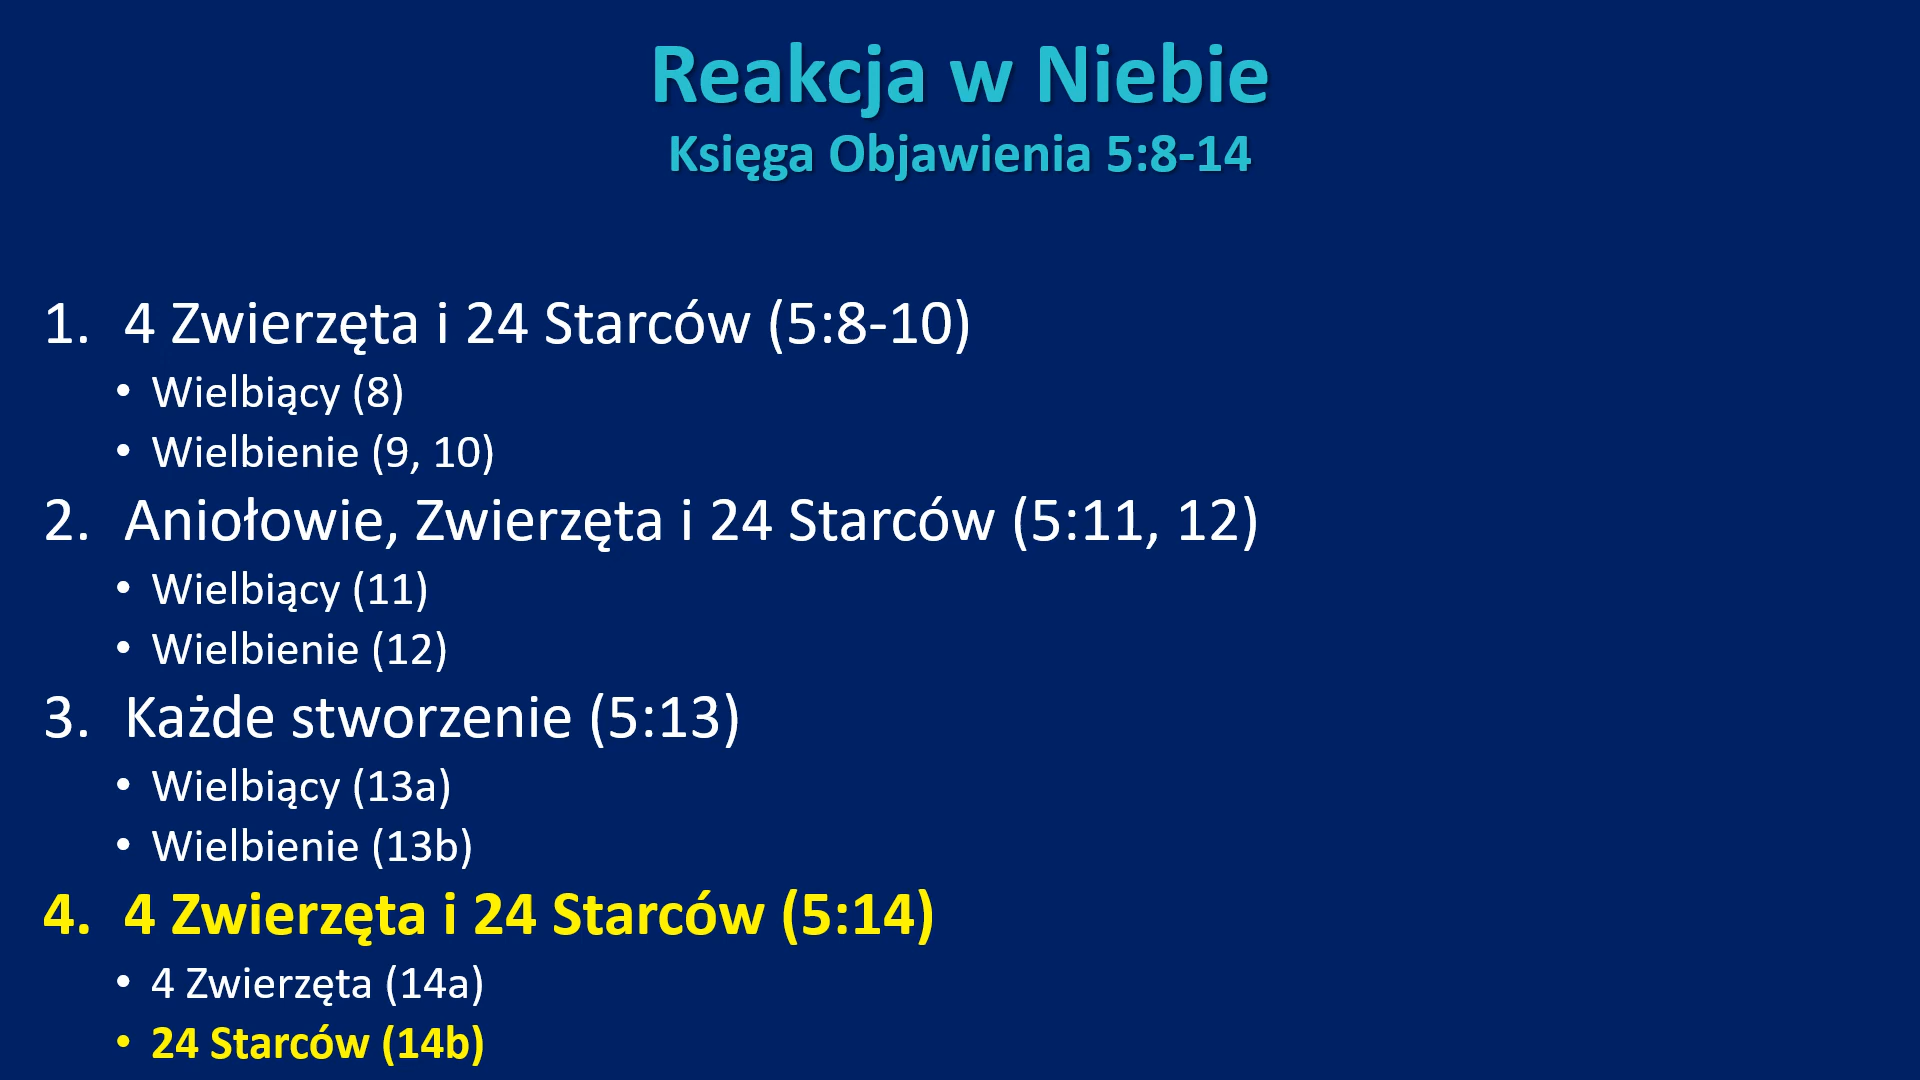 Reakcja w Niebie
Księga Objawienia 5:8-14
1. 4 Zwierzęta i 24 Starców (5:8-10)
• Wielbiący (8)
• Wielbienie (9, 10)
2. Aniołowie, Zwierzęta i 24 Starców (5:11, 12)
• Wielbiący (11)
• Wielbienie (12)
3. Każde stworzenie (5:13)
• Wielbiący (13a)
• Wielbienie (13b)
4. 4 Zwierzęta i 24 Starców (5:14)
• 4 Zwierzęta (14a)
• 24 Starców (14b)